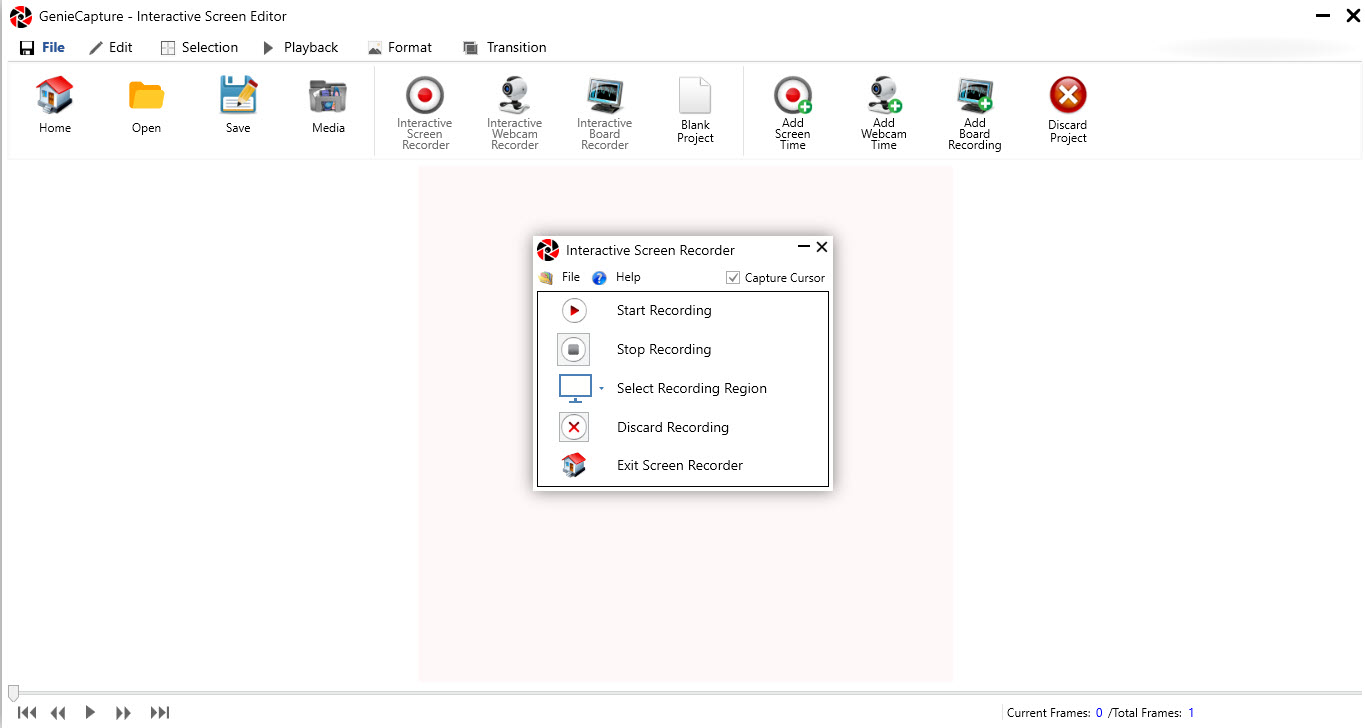 GenieCapture - Interactive Screen Editor
File Edit Selection Playback Format Transition
Home
Open
Save
Media
Interactive
Screen
Recorder
Interactive
Webcam
Recorder
Interactive
Board
Recorder
Blank
Project
Add
Screen
Time
Add
Webcam
Time
Add
Board
Recording
Discard
Project
Interactive Screen Recorder
File ? Help Capture Cursor
Start Recording
Stop Recording
Select Recording Region
Discard Recording
Exit Screen Recorder
Current Frames: 0 /Total Frames: 1